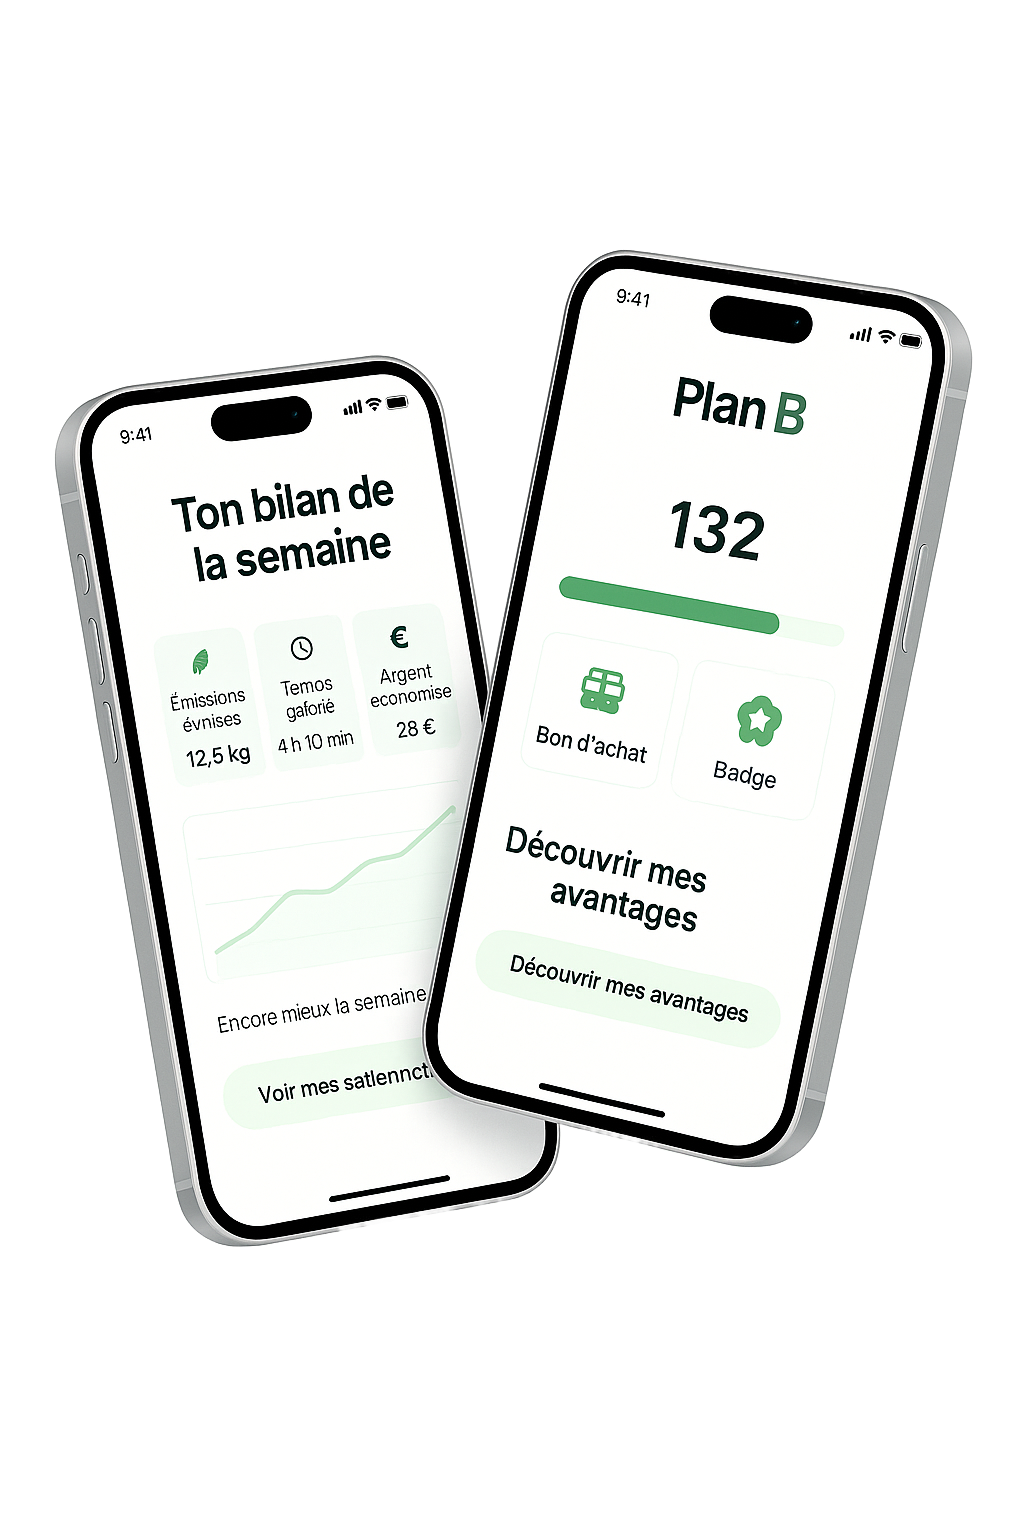 9:41
Ton bilan de
la semaine
Émissions
évnises
12,5 kg
Temos
gaforié
4 h 10 min
€
Argent
economise
28 €
Encore mieux la semaine
Voir mes
9:41
Plan B
132
Bon d'achat
Badge
Découvrir mes
avantages
Découvrir mes avantages